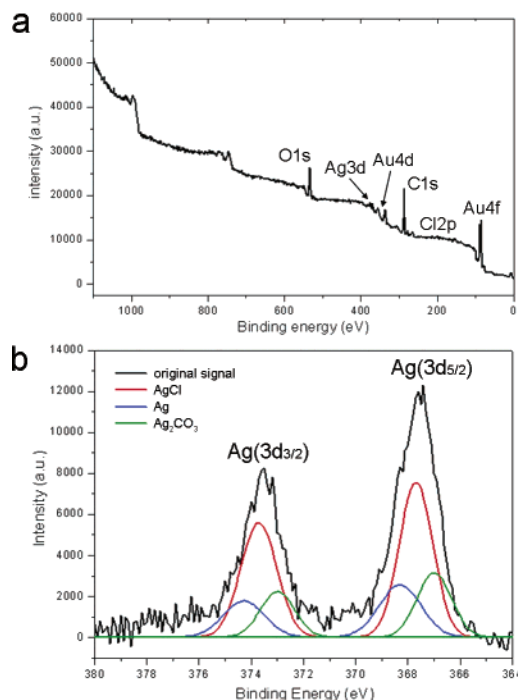 a
60000
50000
40000
30000
20000
10000
0
intensity (a.u.)
O1s
Ag3d
Au4d
C1s
Cl2p
Au4f
1000 800 600 400 200 0
Binding energy (eV)
b
14000
12000
10000
8000
6000
4000
2000
0
Intensity (a.u.)
original signal
AgCl
Ag
Ag₂CO₃
Ag(3d₃/₂)
Ag(3d₅/₂)
380 378 376 374 372 370 368 366 364
Binding Energy (eV)